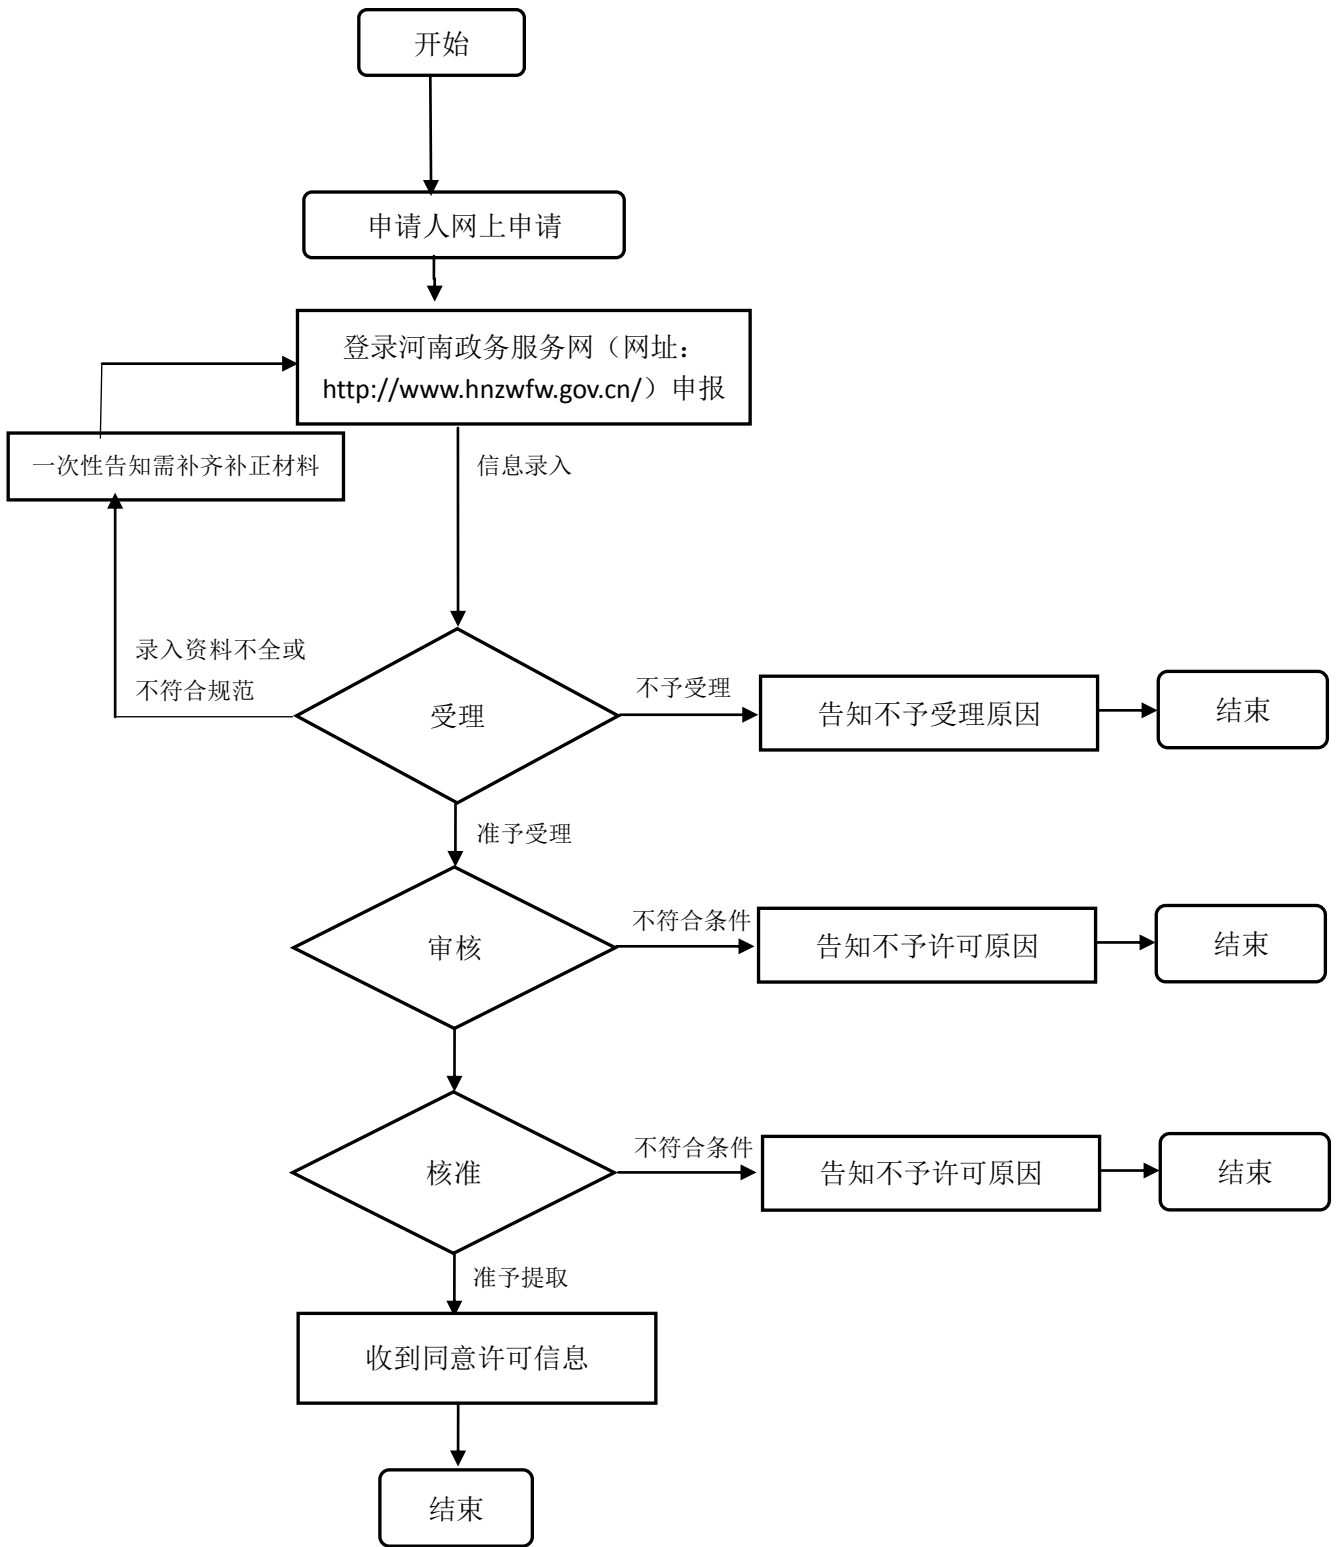 开始
申请人网上申请
登录河南政务服务网（网址：
http://www.hnzwfw.gov.cn/）申报
一次性告知需补齐补正材料
信息录入
录入资料不全或
不符合规范
受理
不予受理
告知不予受理原因
结束
准予受理
审核
不符合条件
告知不予许可原因
结束
核准
不符合条件
告知不予许可原因
结束
准予提取
收到同意许可信息
结束